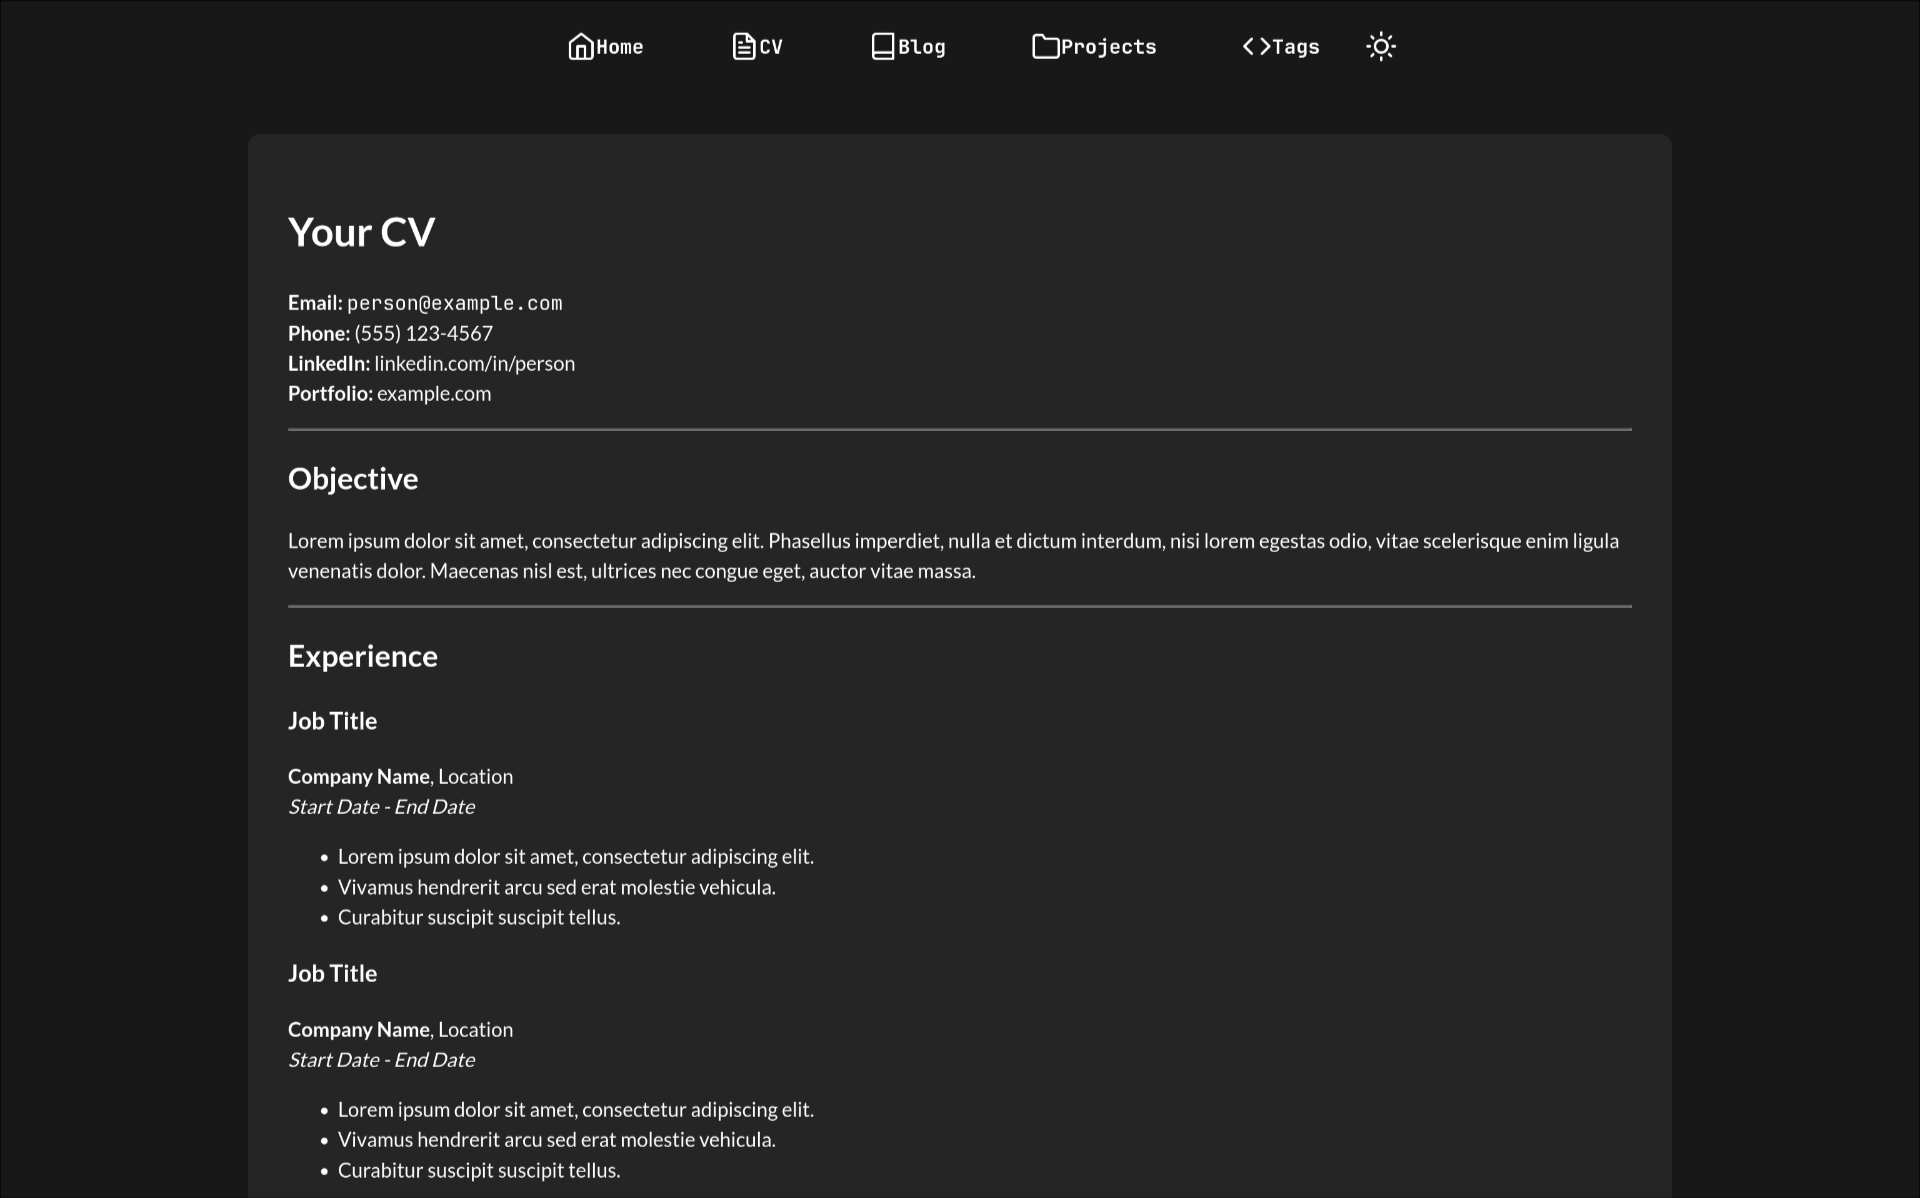 Home CV Blog Projects Tags
Your CV
Email: person@example.com
Phone: (555) 123-4567
LinkedIn: linkedin.com/in/person
Portfolio: example.com
Objective
Lorem ipsum dolor sit amet, consectetur adipiscing elit. Phasellus imperdiet, nulla et dictum interdum, nisi lorem egestas odio, vitae scelerisque enim ligula
venenatis dolor. Maecenas nisl est, ultrices nec congue eget, auctor vitae massa.
Experience
Job Title
Company Name, Location
Start Date - End Date
• Lorem ipsum dolor sit amet, consectetur adipiscing elit.
• Vivamus hendrerit arcu sed erat molestie vehicula.
• Curabitur suscipit suscipit tellus.
Job Title
Company Name, Location
Start Date - End Date
• Lorem ipsum dolor sit amet, consectetur adipiscing elit.
• Vivamus hendrerit arcu sed erat molestie vehicula.
• Curabitur suscipit suscipit tellus.